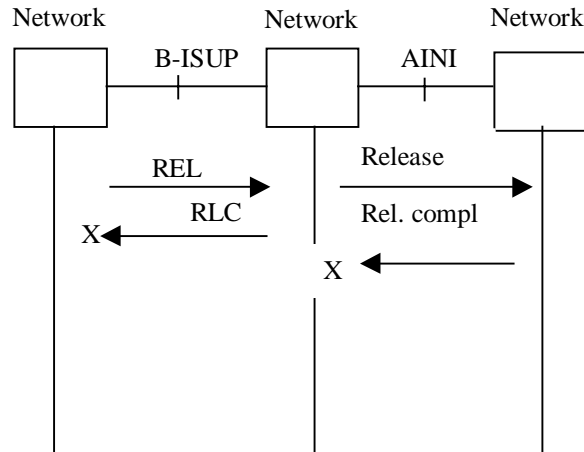 Network Network Network
B-ISUP AINI
REL Release
RLC Rel. compl
X
X